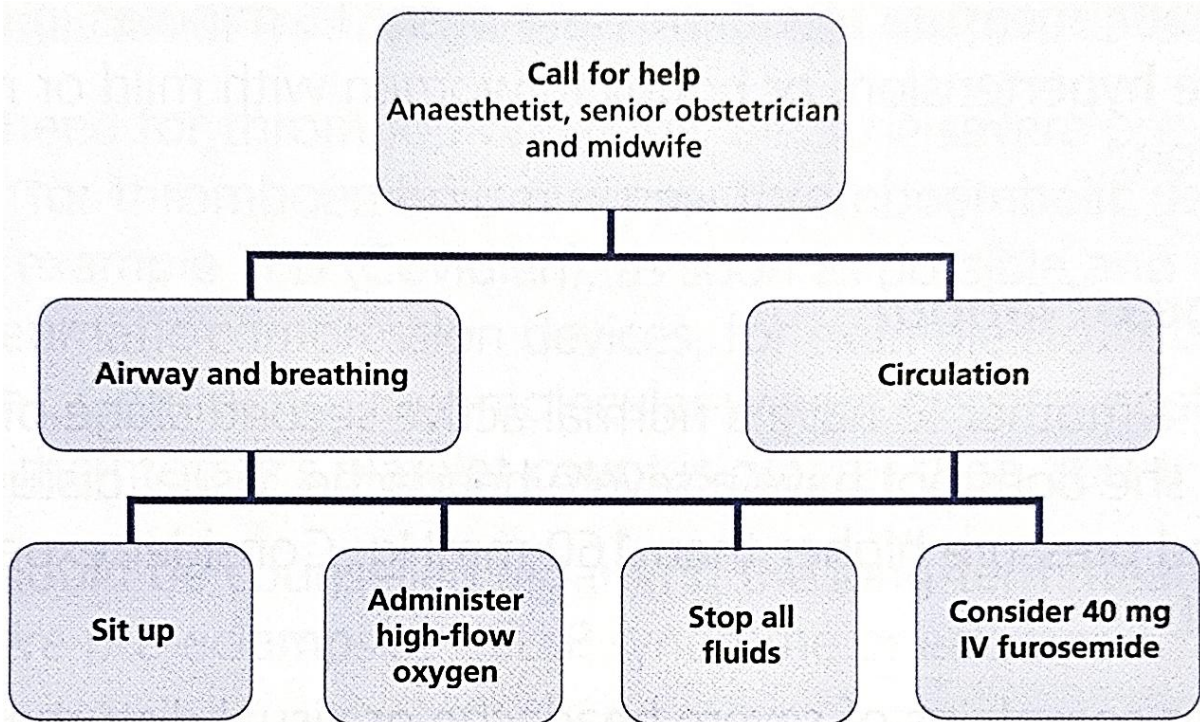 Call for help
Anaesthetist, senior obstetrician
and midwife
Airway and breathing
Circulation
Sit up
Administer
high-flow
oxygen
Stop all
fluids
Consider 40 mg
IV furosemide